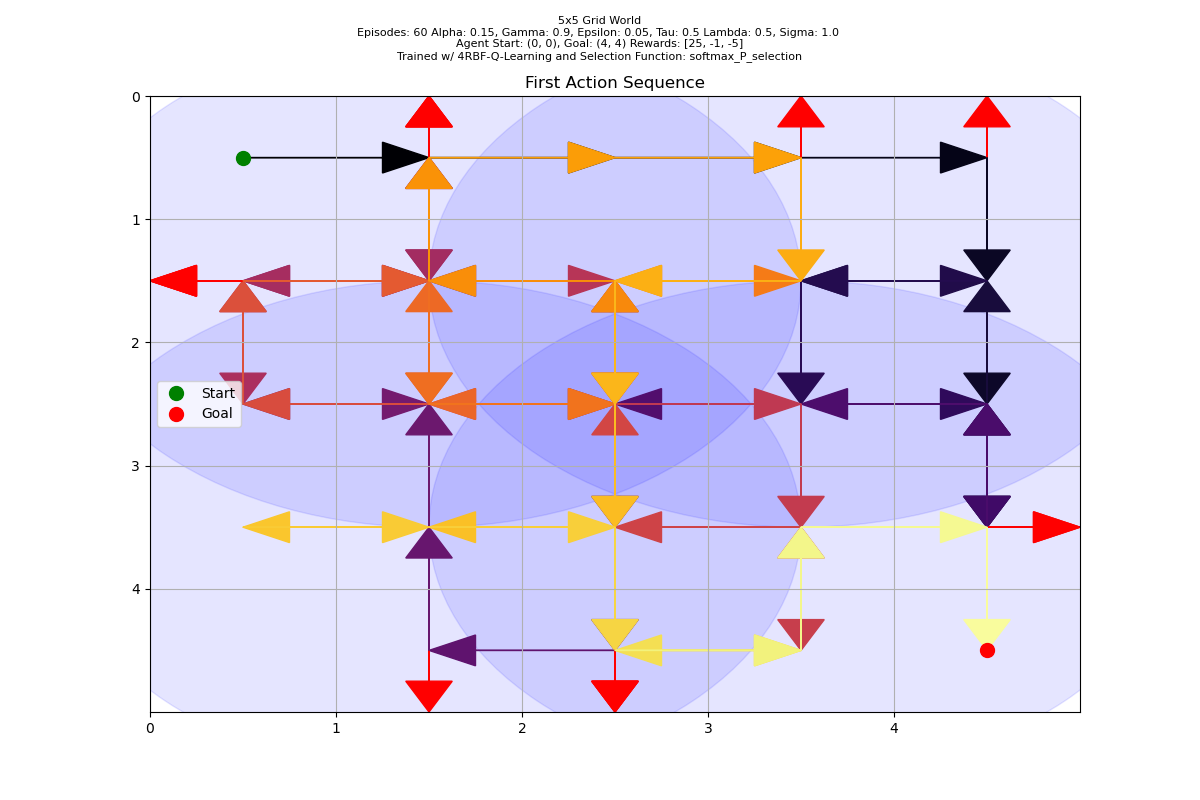 5x5 Grid World
Episodes: 60 Alpha: 0.15, Gamma: 0.9, Epsilon: 0.05, Tau: 0.5 Lambda: 0.5, Sigma: 1.0
Agent Start: (0, 0), Goal: (4, 4) Rewards: [25, -1, -5]
Trained w/ 4RBF-Q-Learning and Selection Function: softmax_P_selection
First Action Sequence
0
1
2
Start
Goal
3
4
0 1 2 3 4